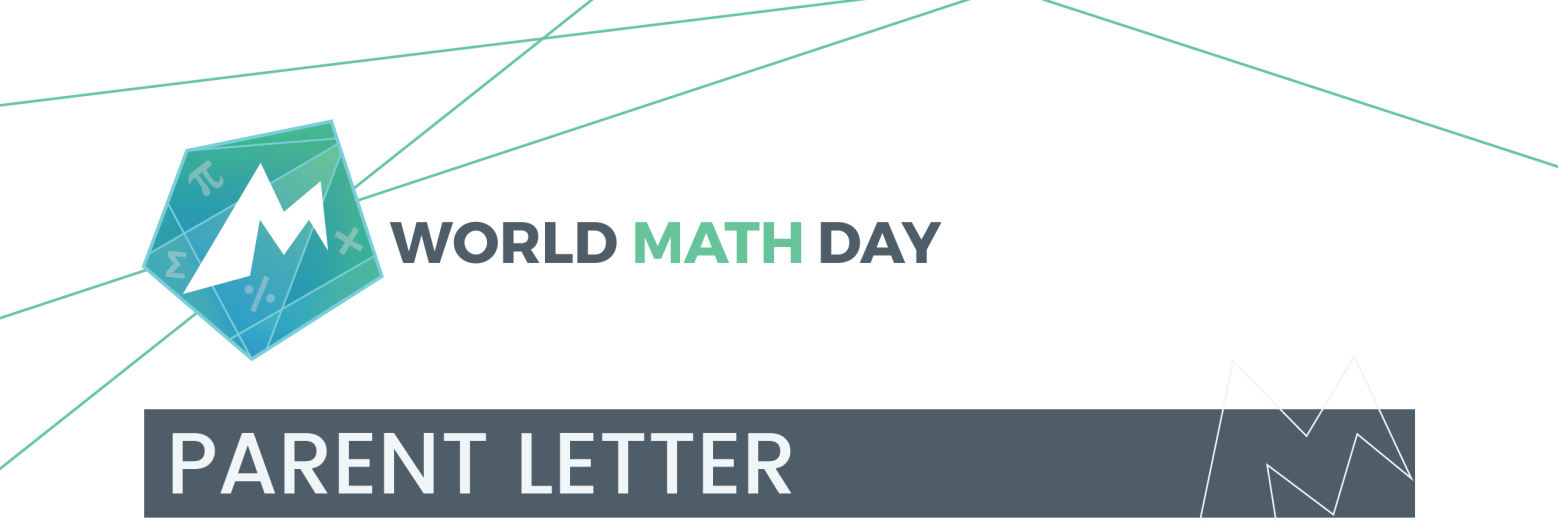 π
Σ
×
÷
WORLD MATH DAY
PARENT LETTER